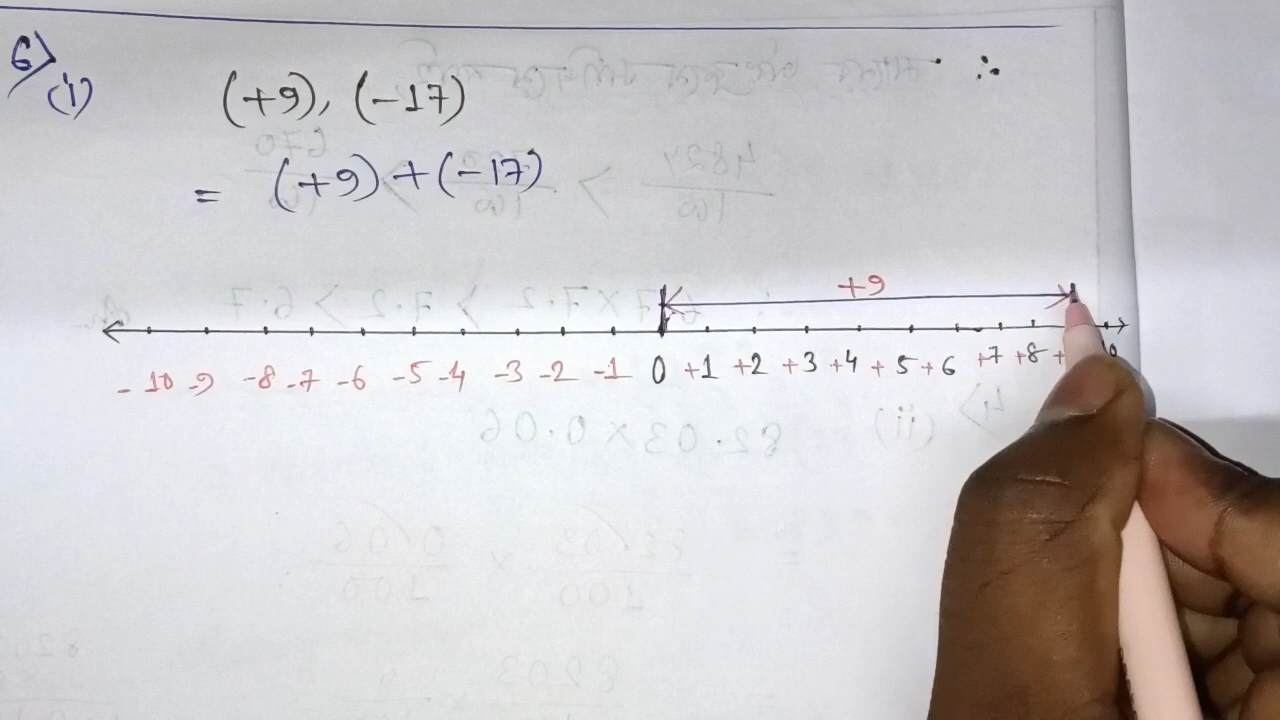 6> (i) (+9), (-17) ∴
= (+9) + (-17)
+9
-10 -9 -8 -7 -6 -5 -4 -3 -2 -1 0 +1 +2 +3 +4 +5 +6 +7 +8 +